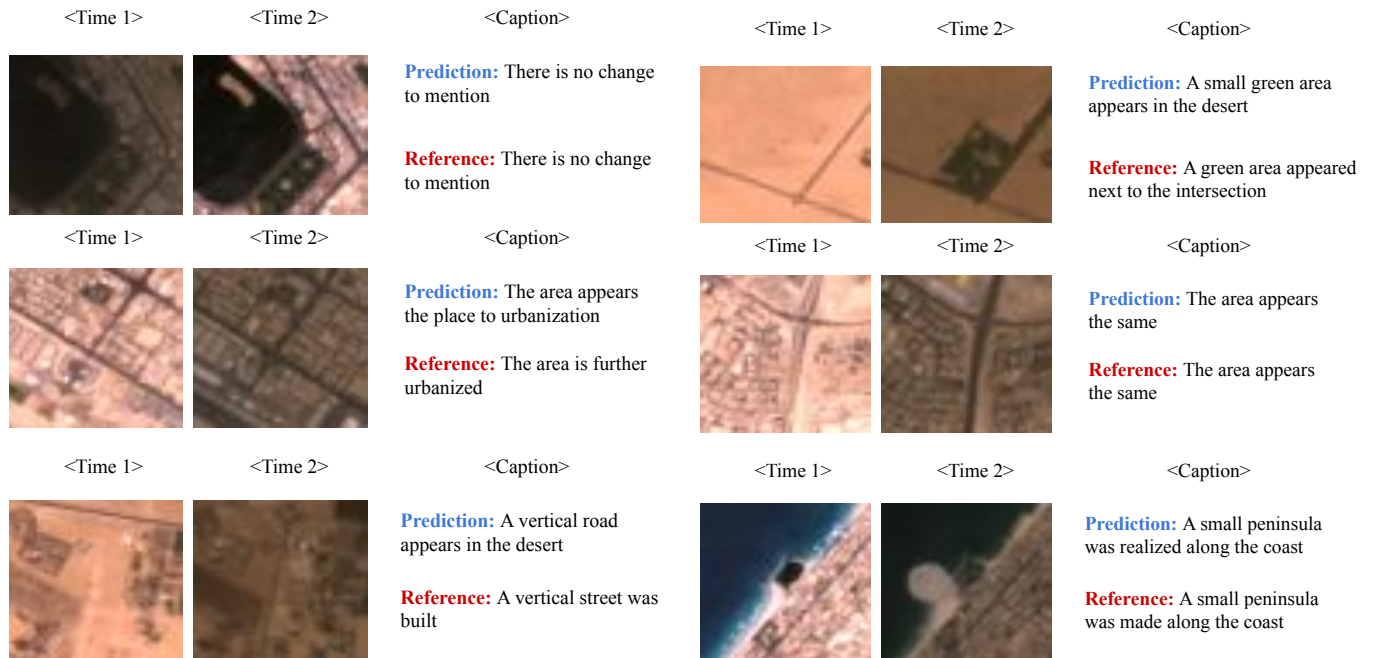 <Time 1> <Time 2> <Caption>
Prediction: There is no change
to mention
Reference: There is no change
to mention
<Time 1> <Time 2> <Caption>
Prediction: A small green area
appears in the desert
Reference: A green area appeared
next to the intersection
<Time 1> <Time 2> <Caption>
Prediction: The area appears
the place to urbanization
Reference: The area is further
urbanized
<Time 1> <Time 2> <Caption>
Prediction: The area appears
the same
Reference: The area appears
the same
<Time 1> <Time 2> <Caption>
Prediction: A vertical road
appears in the desert
Reference: A vertical street was
built
<Time 1> <Time 2> <Caption>
Prediction: A small peninsula
was realized along the coast
Reference: A small peninsula
was made along the coast